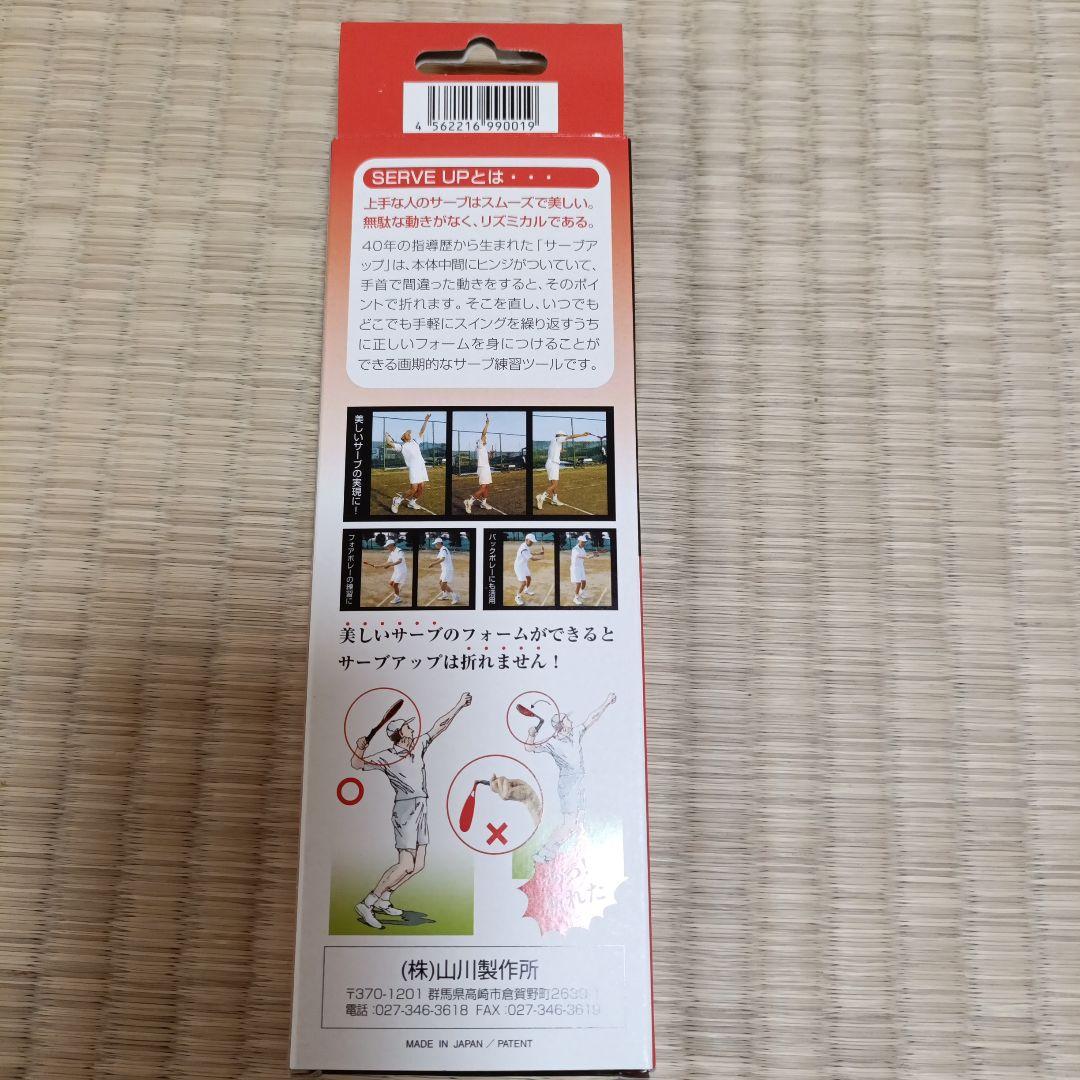 4 562216 990019
SERVE UPとは・・・
上手な人のサーブはスムーズで美しい。
無駄な動きがなく、リズミカルである。
40年の指導歴から生まれた「サーブア
ップ」は、本体中間にヒンジがついていて、
手首で間違った動きをすると、そのポイ
ントで折れます。そこを直し、いつでも
どこでも手軽にスイングを繰り返すうち
に正しいフォームを身につけることが
できる画期的なサーブ練習ツールです。
美しいサーブの実現に!
フォアボレーの練習に
バックボレーにも活用
美しいサーブのフォームができると
サーブアップは折れません!
れた
(株)山川製作所
〒370-1201 群馬県高崎市倉賀野町2639-1
電話:027-346-3618 FAX:027-346-3619
MADE IN JAPAN / PATENT